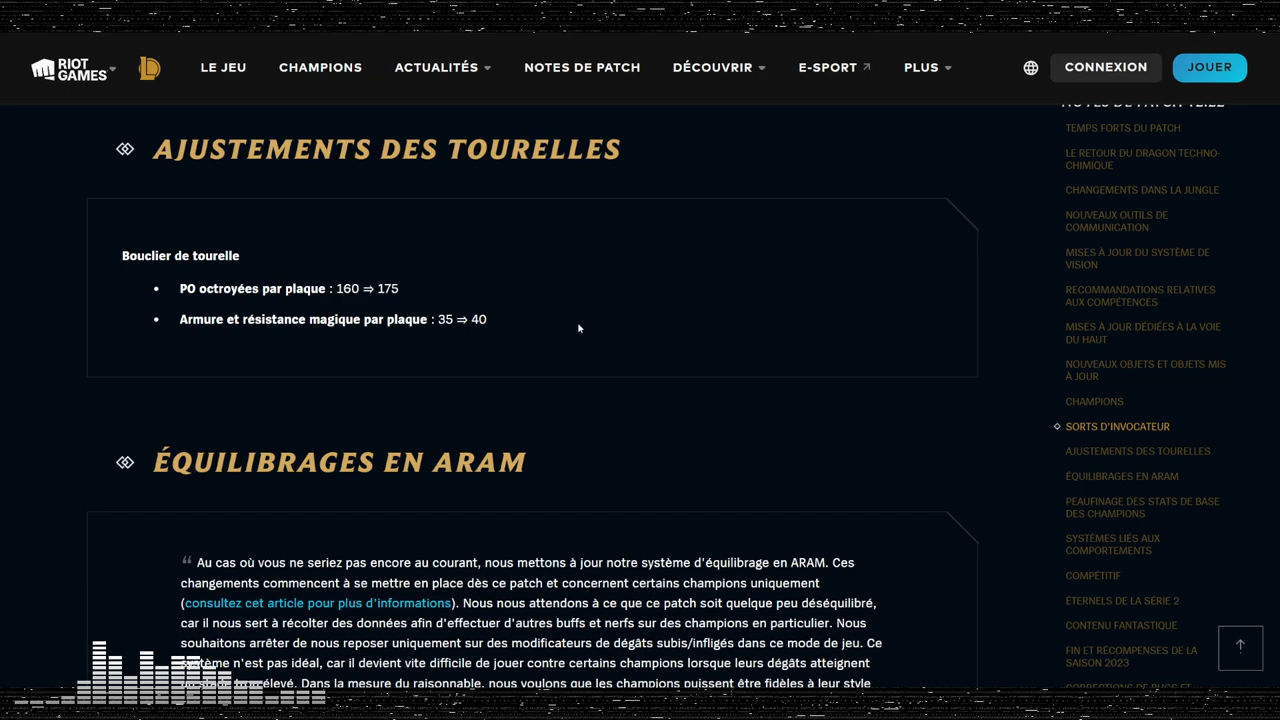 RIOT
GAMES
LE JEU
CHAMPIONS
ACTUALITÉS
NOTES DE PATCH
DÉCOUVRIR
E-SPORT
PLUS
CONNEXION
JOUER
AJUSTEMENTS DES TOURELLES
Bouclier de tourelle
• PO octroyées par plaque : 160 ⇒ 175
• Armure et résistance magique par plaque : 35 ⇒ 40
ÉQUILIBRAGES EN ARAM
“ Au cas où vous ne seriez pas encore au courant, nous mettons à jour notre système d'équilibrage en ARAM. Ces
changements commencent à se mettre en place dès ce patch et concernent certains champions uniquement
(consultez cet article pour plus d'informations). Nous nous attendons à ce que ce patch soit quelque peu déséquilibré,
car il nous sert à récolter des données afin d'effectuer d'autres buffs et nerfs sur des champions en particulier. Nous
souhaitons arrêter de nous reposer uniquement sur des modificateurs de dégâts subis/infligés dans ce mode de jeu. Ce
système n'est pas idéal, car il devient vite difficile de jouer contre certains champions lorsque leurs dégâts atteignent
élevé. Dans la mesure du raisonnable, nous voulons que les champions puissent être fidèles à leur style
NOTES DE PATCH 12.22
TEMPS FORTS DU PATCH
LE RETOUR DU DRAGON TECHNO-
CHIMIQUE
CHANGEMENTS DANS LA JUNGLE
NOUVEAUX OUTILS DE
COMMUNICATION
MISES À JOUR DU SYSTÈME DE
VISION
RECOMMANDATIONS RELATIVES
AUX COMPÉTENCES
MISES À JOUR DÉDIÉES À LA VOIE
DU HAUT
NOUVEAUX OBJETS ET OBJETS MIS
À JOUR
CHAMPIONS
SORTS D'INVOCATEUR
AJUSTEMENTS DES TOURELLES
ÉQUILIBRAGES EN ARAM
PEAUFINAGE DES STATS DE BASE
DES CHAMPIONS
SYSTÈMES LIÉS AUX
COMPORTEMENTS
COMPÉTITIF
ÉTERNELS DE LA SÉRIE 2
CONTENU FANTASTIQUE
FIN ET RÉCOMPENSES DE LA
SAISON 2023
CORRECTIONS DE BUGS ET